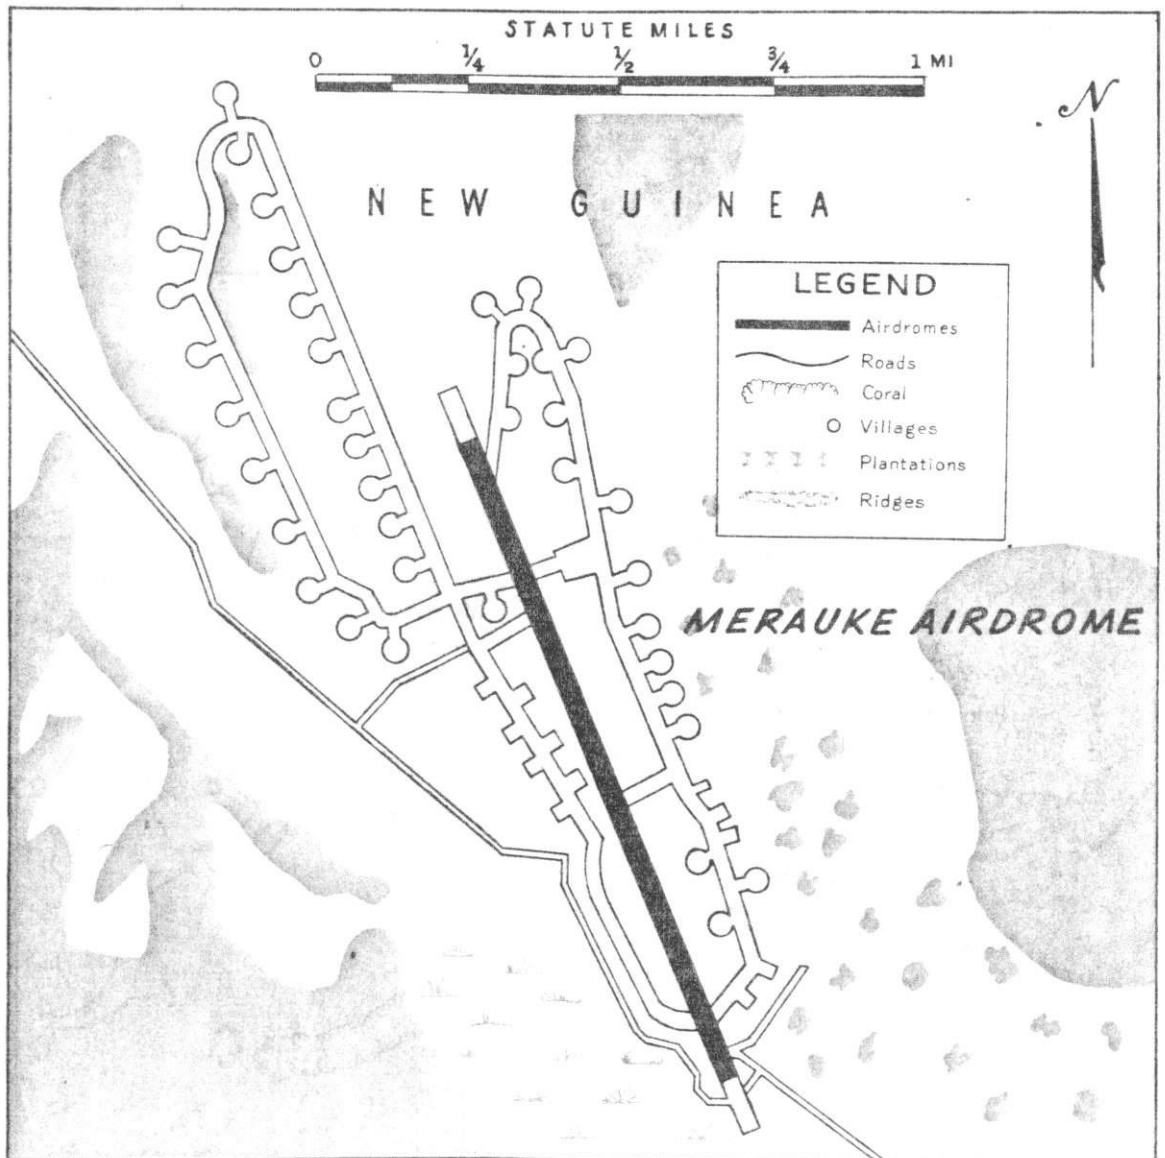 STATUTE MILES
0 1/4 1/2 3/4 1 MI
N
NEW GUINEA
LEGEND
Airdromes
Roads
Coral
Villages
Plantations
Ridges
MERAUKE AIRDROME